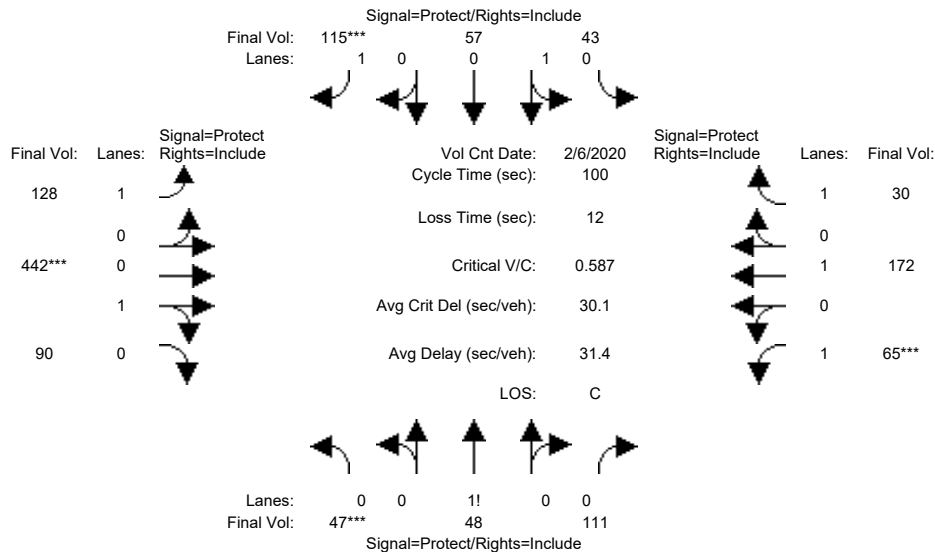 Signal=Protect/Rights=Include
Final Vol: 115*** 57 43
Lanes: 1 0 0 1 0
Signal=Protect
Final Vol: Lanes: Rights=Include
Vol Cnt Date: 2/6/2020
Signal=Protect
Rights=Include Lanes: Final Vol:
Cycle Time (sec): 100
128 1
1 30
Loss Time (sec): 12
0
0
442*** 0
Critical V/C: 0.587
1 172
1
Avg Crit Del (sec/veh): 30.1
0
90 0
Avg Delay (sec/veh): 31.4
1 65***
LOS: C
Lanes: 0 0 1! 0 0
Final Vol: 47*** 48 111
Signal=Protect/Rights=Include